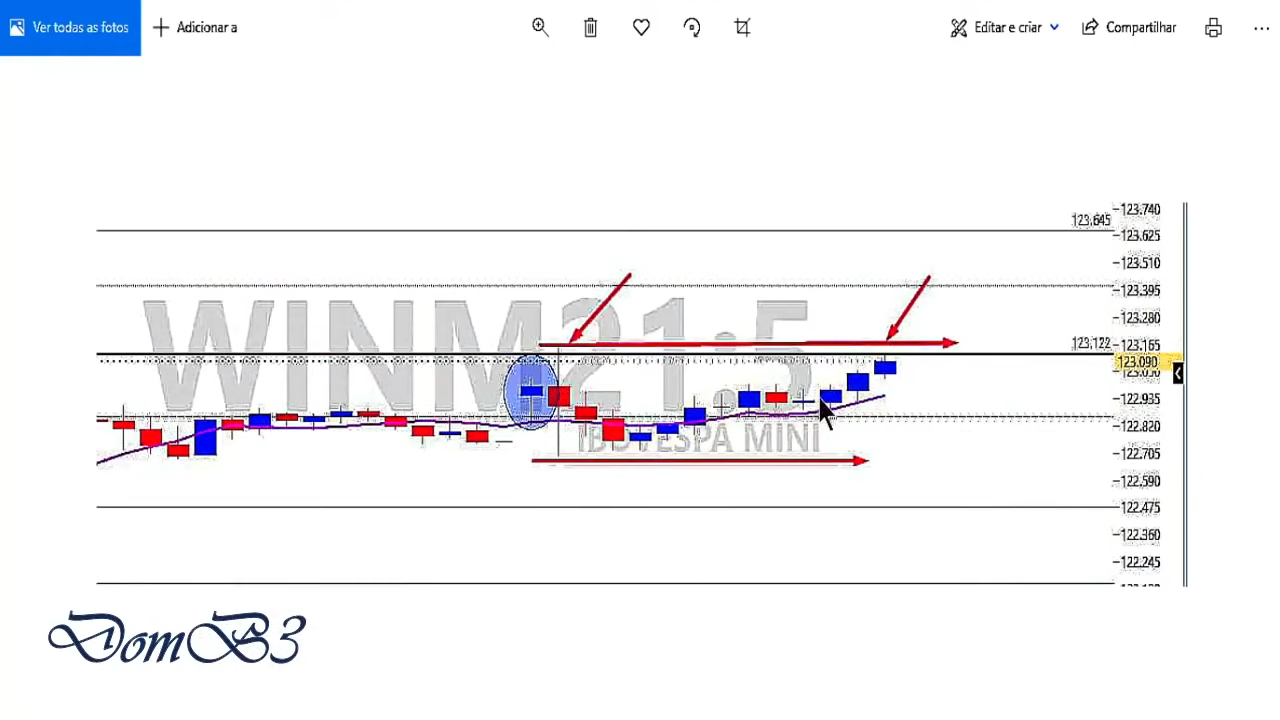 Ver todas as fotos
Adicionar a
Editar e criar
Compartilhar
WINM21:5
IBOVESPA MINI
123.645
123.122
123.740
123.625
123.510
123.395
123.280
123.165
123.090
122.935
122.820
122.705
122.590
122.475
122.360
122.245
DomB3